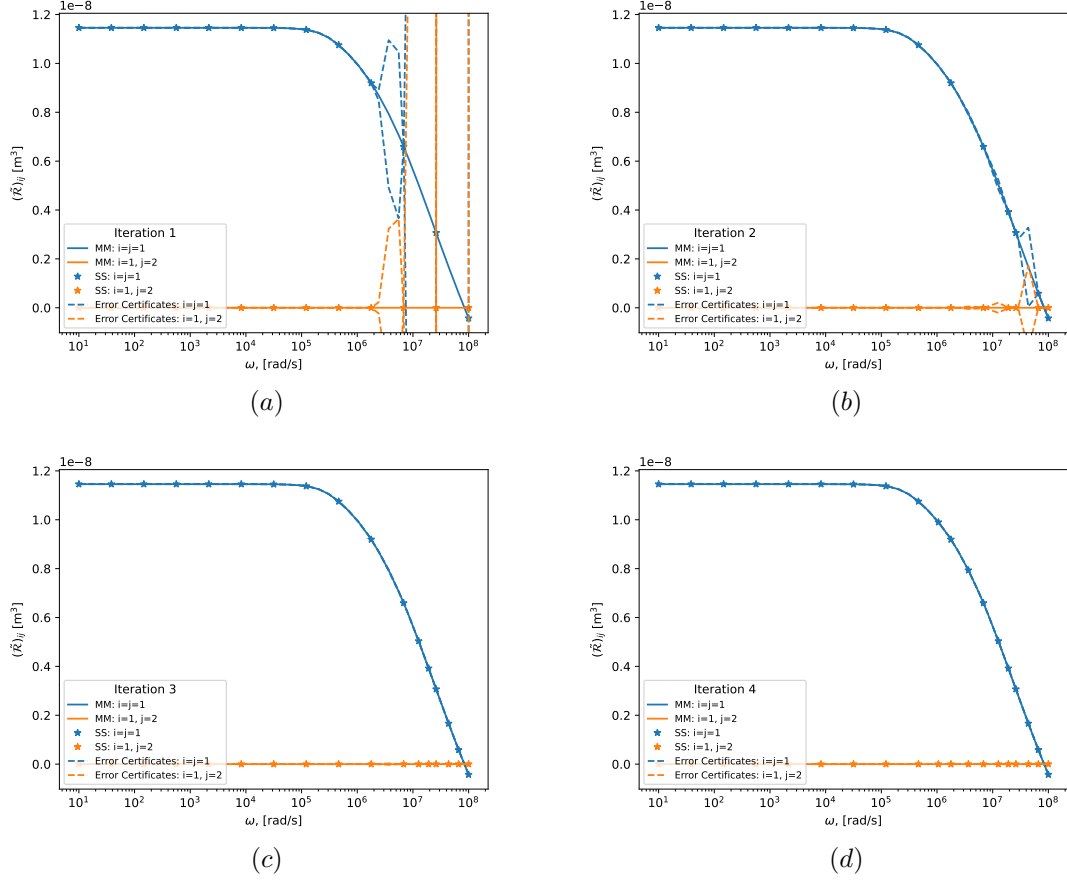 1e−8
1.2
1.0
0.8
0.6
0.4
0.2
0.0
(ℛ̃)ij [m³]
Iteration 1
MM: i=j=1
MM: i=1, j=2
SS: i=j=1
SS: i=1, j=2
Error Certificates: i=j=1
Error Certificates: i=1, j=2
10¹ 10² 10³ 10⁴ 10⁵ 10⁶ 10⁷ 10⁸
ω, [rad/s]
(a)
1e−8
1.2
1.0
0.8
0.6
0.4
0.2
0.0
(ℛ̃)ij [m³]
Iteration 2
MM: i=j=1
MM: i=1, j=2
SS: i=j=1
SS: i=1, j=2
Error Certificates: i=j=1
Error Certificates: i=1, j=2
10¹ 10² 10³ 10⁴ 10⁵ 10⁶ 10⁷ 10⁸
ω, [rad/s]
(b)
1e−8
1.2
1.0
0.8
0.6
0.4
0.2
0.0
(ℛ̃)ij [m³]
Iteration 3
MM: i=j=1
MM: i=1, j=2
SS: i=j=1
SS: i=1, j=2
Error Certificates: i=j=1
Error Certificates: i=1, j=2
10¹ 10² 10³ 10⁴ 10⁵ 10⁶ 10⁷ 10⁸
ω, [rad/s]
(c)
1e−8
1.2
1.0
0.8
0.6
0.4
0.2
0.0
(ℛ̃)ij [m³]
Iteration 4
MM: i=j=1
MM: i=1, j=2
SS: i=j=1
SS: i=1, j=2
Error Certificates: i=j=1
Error Certificates: i=1, j=2
10¹ 10² 10³ 10⁴ 10⁵ 10⁶ 10⁷ 10⁸
ω, [rad/s]
(d)